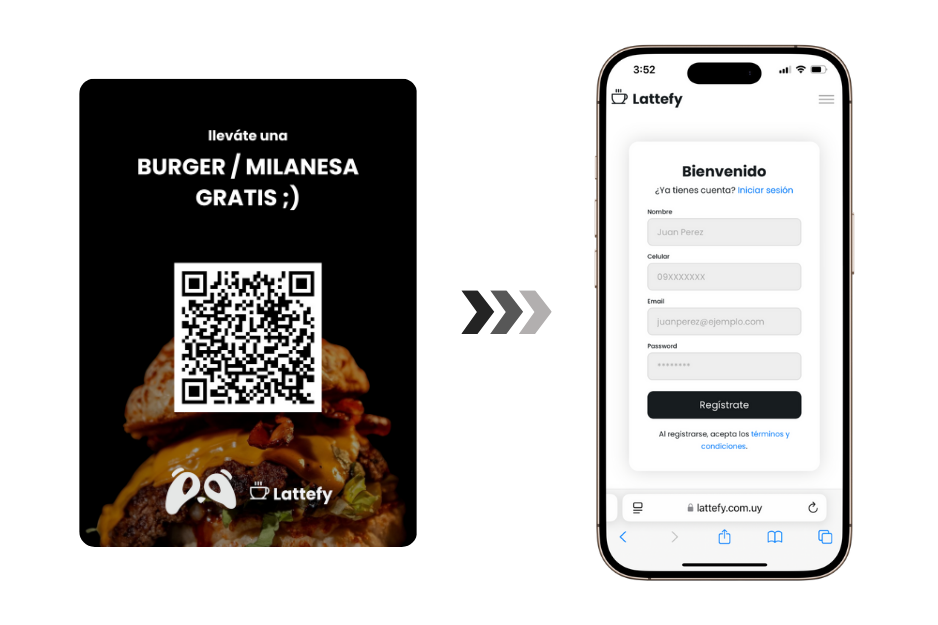 lleváte una
BURGER / MILANESA
GRATIS ;)
Lattefy
3:52
Lattefy
Bienvenido
¿Ya tienes cuenta? Iniciar sesión
Nombre
Juan Perez
Celular
09XXXXXXX
Email
juanperez@ejemplo.com
Password
********
Regístrate
Al registrarse, acepta los términos y
condiciones.
lattefy.com.uy